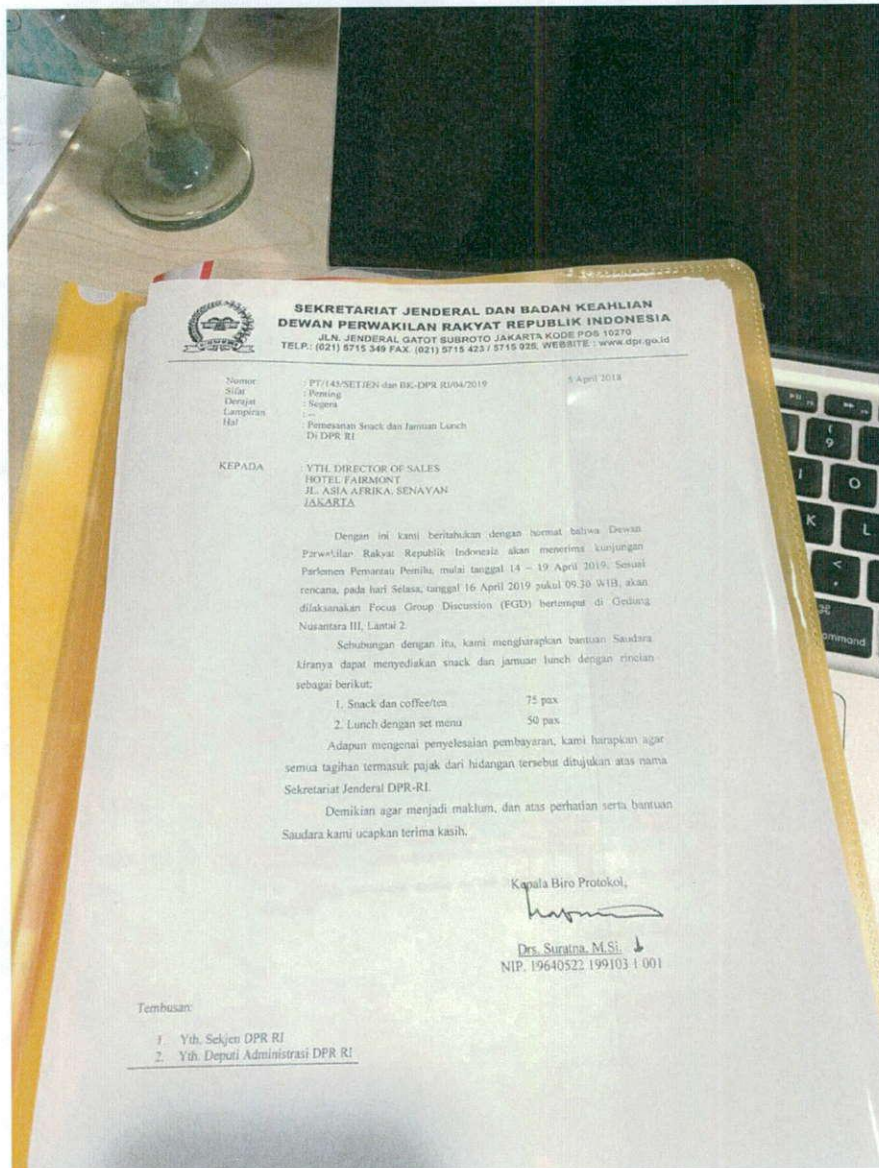 SEKRETARIAT JENDERAL DAN BADAN KEAHLIAN
DEWAN PERWAKILAN RAKYAT REPUBLIK INDONESIA
JLN. JENDERAL GATOT SUBROTO JAKARTA KODE POS 10270
TELP.: (021) 5715 349 FAX. (021) 5715 423 / 5715 925, WEBSITE : www.dpr.go.id
Nomor : PT/143/SETJEN dan BK-DPR RI/04/2019 5 April 2018
Sifat : Penting
Derajat : Segera
Lampiran : --
Hal : Pemesanan Snack dan Jamuan Lunch
Di DPR RI
KEPADA : YTH. DIRECTOR OF SALES
HOTEL FAIRMONT
JL. ASIA AFRIKA, SENAYAN
JAKARTA
Dengan ini kami beritahukan dengan hormat bahwa Dewan
Perwakilan Rakyat Republik Indonesia akan menerima kunjungan
Parlemen Pemantau Pemilu, mulai tanggal 14 – 19 April 2019. Sesuai
rencana, pada hari Selasa, tanggal 16 April 2019 pukul 09.30 WIB, akan
dilaksanakan Focus Group Discussion (FGD) bertempat di Gedung
Nusantara III, Lantai 2.
Sehubungan dengan itu, kami mengharapkan bantuan Saudara
kiranya dapat menyediakan snack dan jamuan lunch dengan rincian
sebagai berikut:
1. Snack dan coffee/tea 75 pax
2. Lunch dengan set menu 50 pax
Adapun mengenai penyelesaian pembayaran, kami harapkan agar
semua tagihan termasuk pajak dari hidangan tersebut ditujukan atas nama
Sekretariat Jenderal DPR-RI.
Demikian agar menjadi maklum, dan atas perhatian serta bantuan
Saudara kami ucapkan terima kasih.
Kepala Biro Protokol,
Drs. Suratna, M.Si.
NIP. 19640522 199103 1 001
Tembusan:
1. Yth. Sekjen DPR RI
2. Yth. Deputi Administrasi DPR RI
(
9
I
O
K
L
<
,
⌘
command